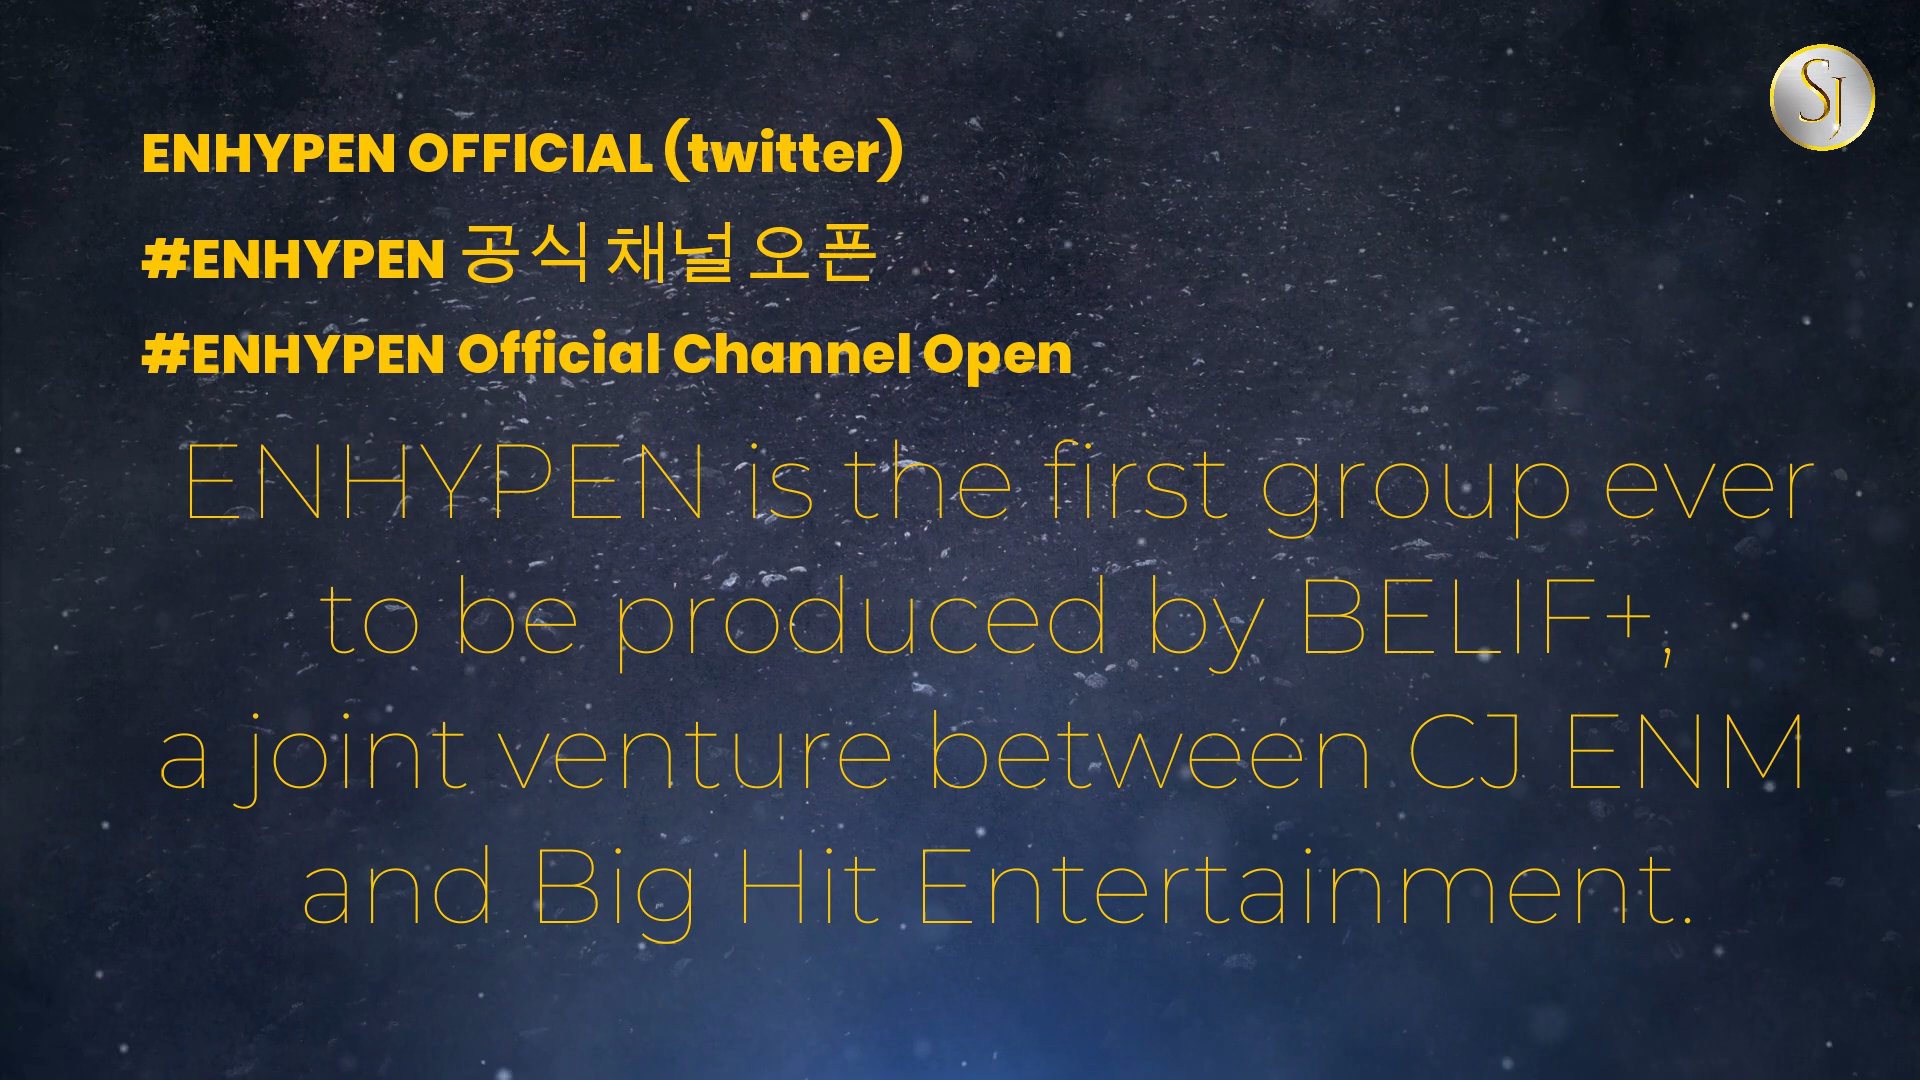 SJ
ENHYPEN OFFICIAL (twitter)
#ENHYPEN 공식 채널 오픈
#ENHYPEN Official Channel Open
ENHYPEN is the first group ever
to be produced by BELIF+,
a joint venture between CJ ENM
and Big Hit Entertainment.